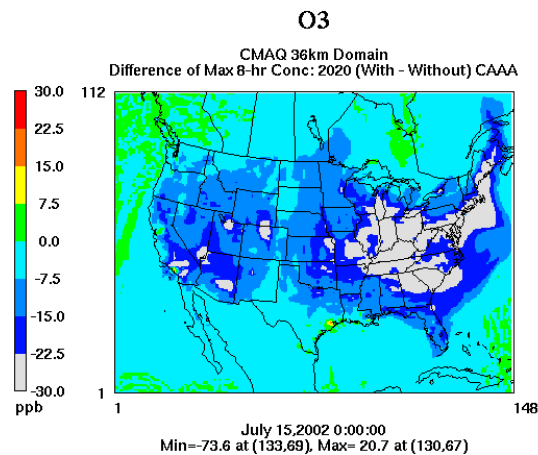 O3
CMAQ 36km Domain
Difference of Max 8-hr Conc: 2020 (With - Without) CAAA
30.0
22.5
15.0
7.5
0.0
-7.5
-15.0
-22.5
-30.0
ppb
112
1
1
148
July 15,2002 0:00:00
Min=-73.6 at (133,69), Max= 20.7 at (130,67)